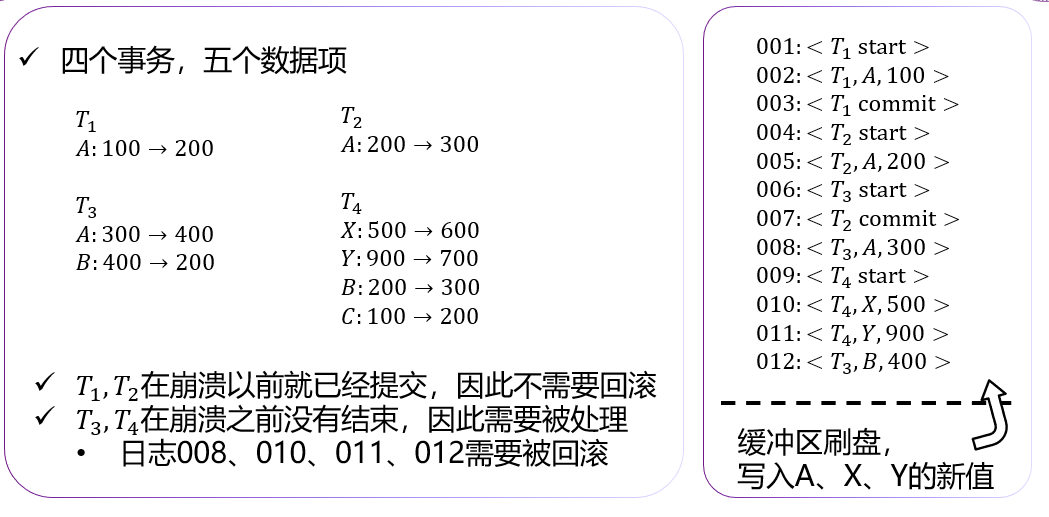 ✓ 四个事务，五个数据项
T₁
A: 100 → 200
T₂
A: 200 → 300
T₃
A: 300 → 400
B: 400 → 200
T₄
X: 500 → 600
Y: 900 → 700
B: 200 → 300
C: 100 → 200
✓ T₁, T₂在崩溃以前就已经提交，因此不需要回滚
✓ T₃, T₄在崩溃之前没有结束，因此需要被处理
• 日志008、010、011、012需要被回滚
001: < T₁ start >
002: < T₁, A, 100 >
003: < T₁ commit >
004: < T₂ start >
005: < T₂, A, 200 >
006: < T₃ start >
007: < T₂ commit >
008: < T₃, A, 300 >
009: < T₄ start >
010: < T₄, X, 500 >
011: < T₄, Y, 900 >
012: < T₃, B, 400 >
缓冲区刷盘，
写入A、X、Y的新值